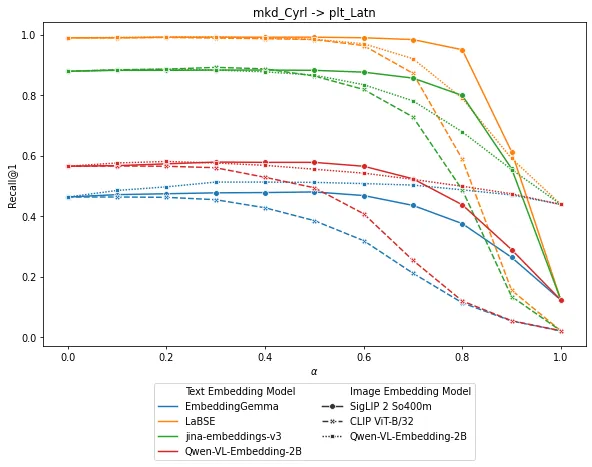 mkd_Cyrl -> plt_Latn
Recall@1
1.0
0.8
0.6
0.4
0.2
0.0
0.0 0.2 0.4 0.6 0.8 1.0
α
Text Embedding Model
EmbeddingGemma
LaBSE
jina-embeddings-v3
Qwen-VL-Embedding-2B
Image Embedding Model
SigLIP 2 So400m
CLIP ViT-B/32
Qwen-VL-Embedding-2B